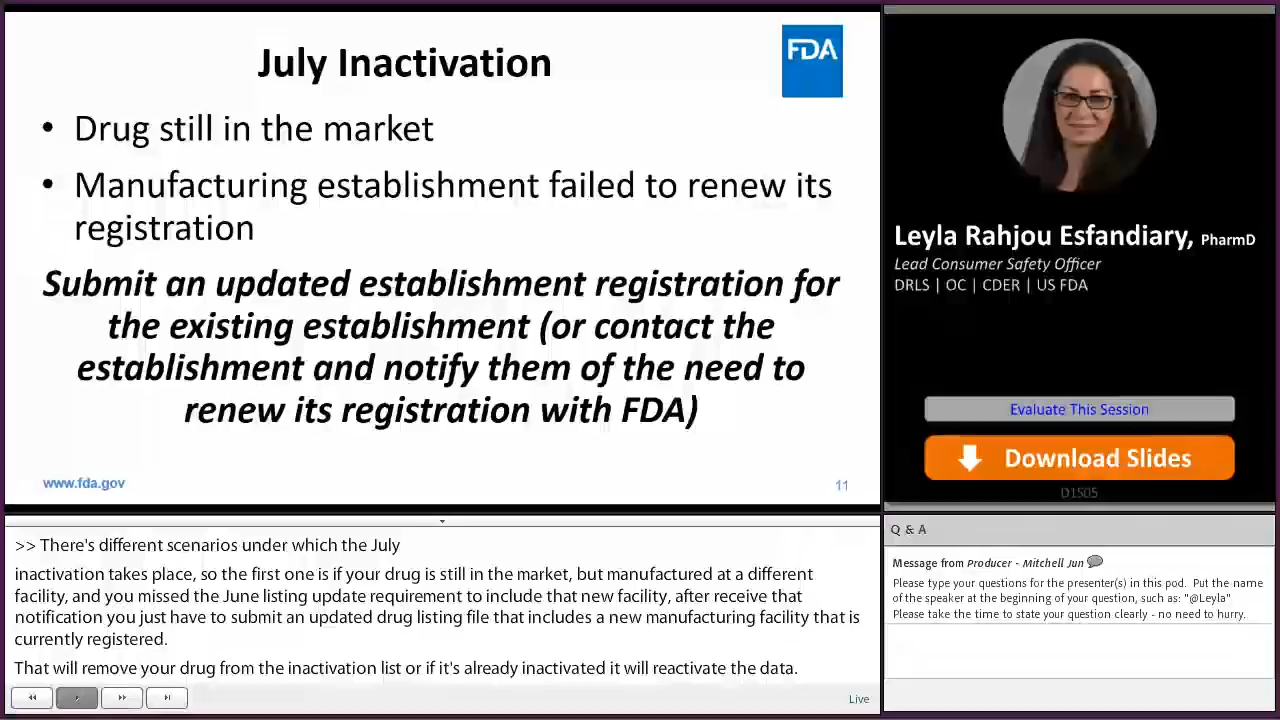 July Inactivation
FDA
• Drug still in the market
• Manufacturing establishment failed to renew its
registration
Submit an updated establishment registration for
the existing establishment (or contact the
establishment and notify them of the need to
renew its registration with FDA)
www.fda.gov
11
Leyla Rahjou Esfandiary, PharmD
Lead Consumer Safety Officer
DRLS | OC | CDER | US FDA
Evaluate This Session
Download Slides
D1S05
>> There's different scenarios under which the July
inactivation takes place, so the first one is if your drug is still in the market, but manufactured at a different
facility, and you missed the June listing update requirement to include that new facility, after receive that
notification you just have to submit an updated drug listing file that includes a new manufacturing facility that is
currently registered.
That will remove your drug from the inactivation list or if it's already inactivated it will reactivate the data.
Live
Q & A
Message from Producer - Mitchell Jun
Please type your questions for the presenter(s) in this pod. Put the name
of the speaker at the beginning of your question, such as: "@Leyla"
Please take the time to state your question clearly - no need to hurry.